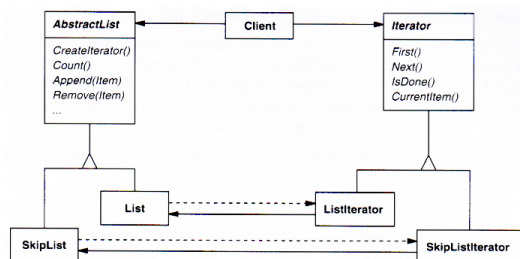 AbstractList
CreateIterator()
Count()
Append(Item)
Remove(Item)
...
Client
Iterator
First()
Next()
IsDone()
CurrentItem()
List
ListIterator
SkipList
SkipListIterator